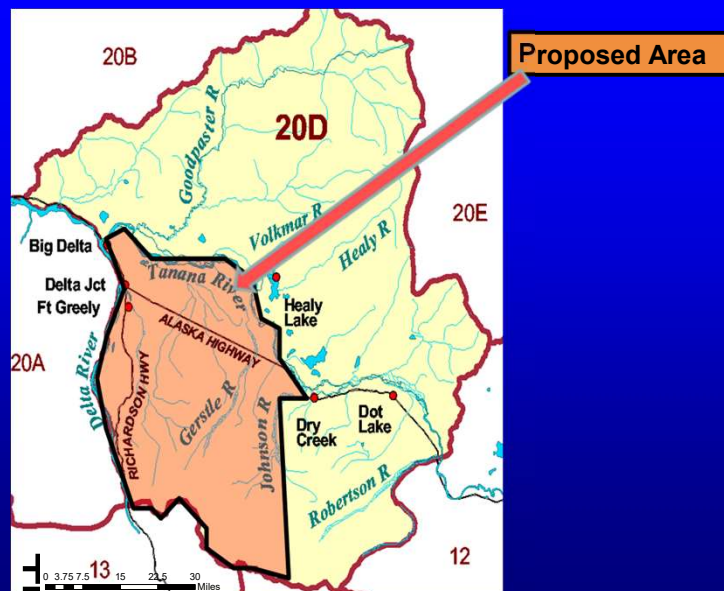 Proposed Area
20B
20D
Goodpaster R
20E
Volkmar R
Healy R
Big Delta
Tanana River
Delta Jct
Ft Greely
Healy
Lake
ALASKA HIGHWAY
20A
Delta River
RICHARDSON HWY
Gerstle R
Johnson R
Dry
Creek
Dot
Lake
Robertson R
13
12
0 3.75 7.5 15 22.5 30
Miles